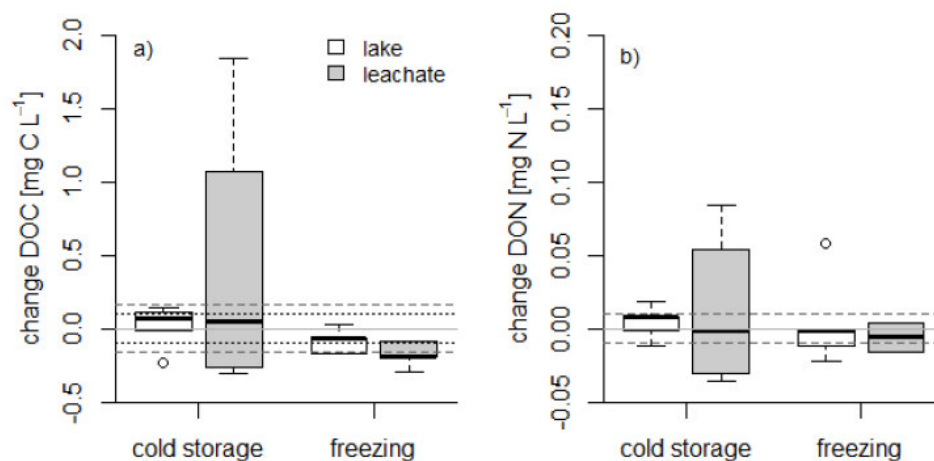 a)
lake
leachate
change DOC [mg C L⁻¹]
2.0
1.5
1.0
0.5
0.0
-0.5
cold storage
freezing
b)
change DON [mg N L⁻¹]
0.20
0.15
0.10
0.05
0.00
-0.05
cold storage
freezing